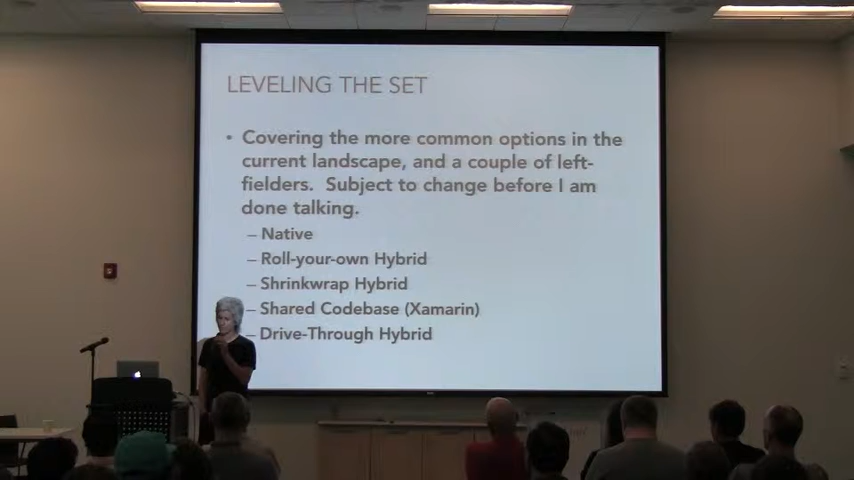 LEVELING THE SET
• Covering the more common options in the
current landscape, and a couple of left-
fielders.  Subject to change before I am
done talking.
– Native
– Roll-your-own Hybrid
– Shrinkwrap Hybrid
– Shared Codebase (Xamarin)
– Drive-Through Hybrid